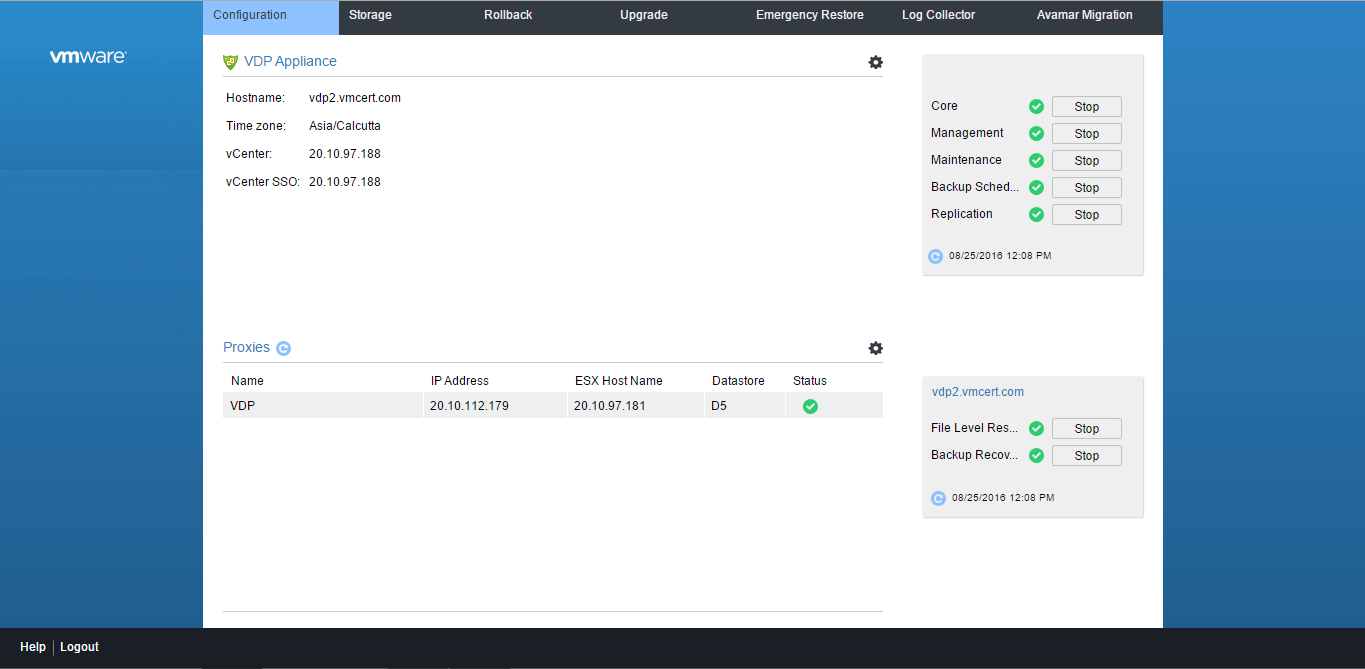 Configuration Storage Rollback Upgrade Emergency Restore Log Collector Avamar Migration
vmware
VDP Appliance
Hostname: vdp2.vmcert.com
Time zone: Asia/Calcutta
vCenter: 20.10.97.188
vCenter SSO: 20.10.97.188
Core Stop
Management Stop
Maintenance Stop
Backup Sched... Stop
Replication Stop
08/25/2016 12:08 PM
Proxies
Name IP Address ESX Host Name Datastore Status
VDP 20.10.112.179 20.10.97.181 D5
vdp2.vmcert.com
File Level Res... Stop
Backup Recov... Stop
08/25/2016 12:08 PM
Help Logout